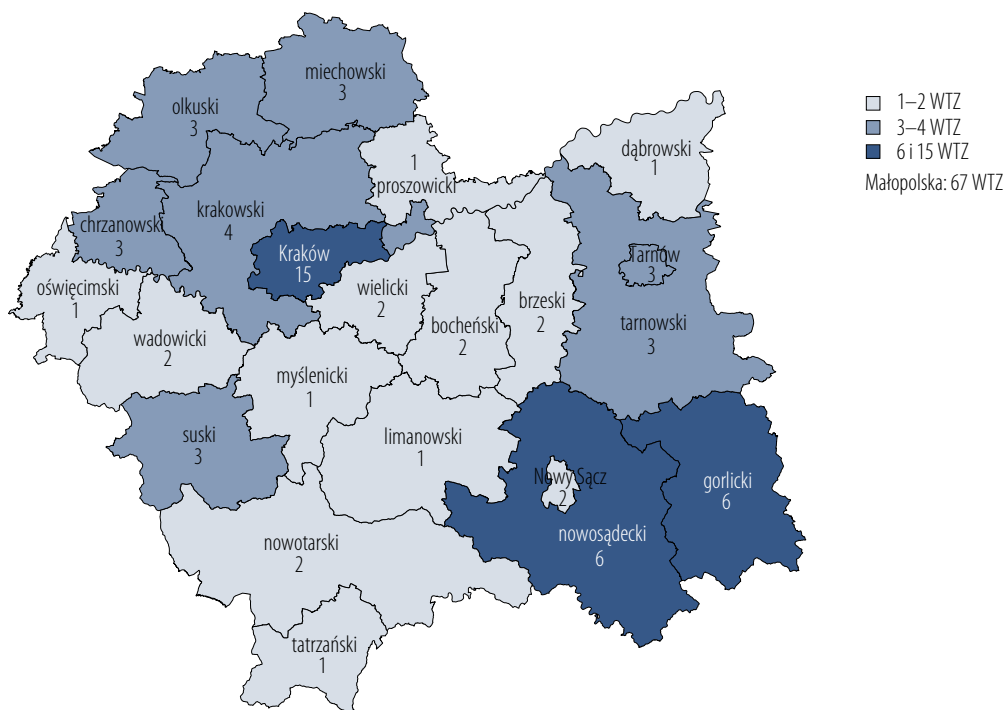 miechowski
3
olkuski
3
1–2 WTZ
3–4 WTZ
6 i 15 WTZ
Małopolska: 67 WTZ
dąbrowski
1
1
proszowicki
krakowski
4
chrzanowski
3
Kraków
15
Tarnów
3
oświęcimski
1
wielicki
2
brzeski
2
bocheński
2
tarnowski
3
wadowicki
2
myślenicki
1
suski
3
limanowski
1
Nowy Sącz
2
gorlicki
6
nowosądecki
6
nowotarski
2
tatrzański
1